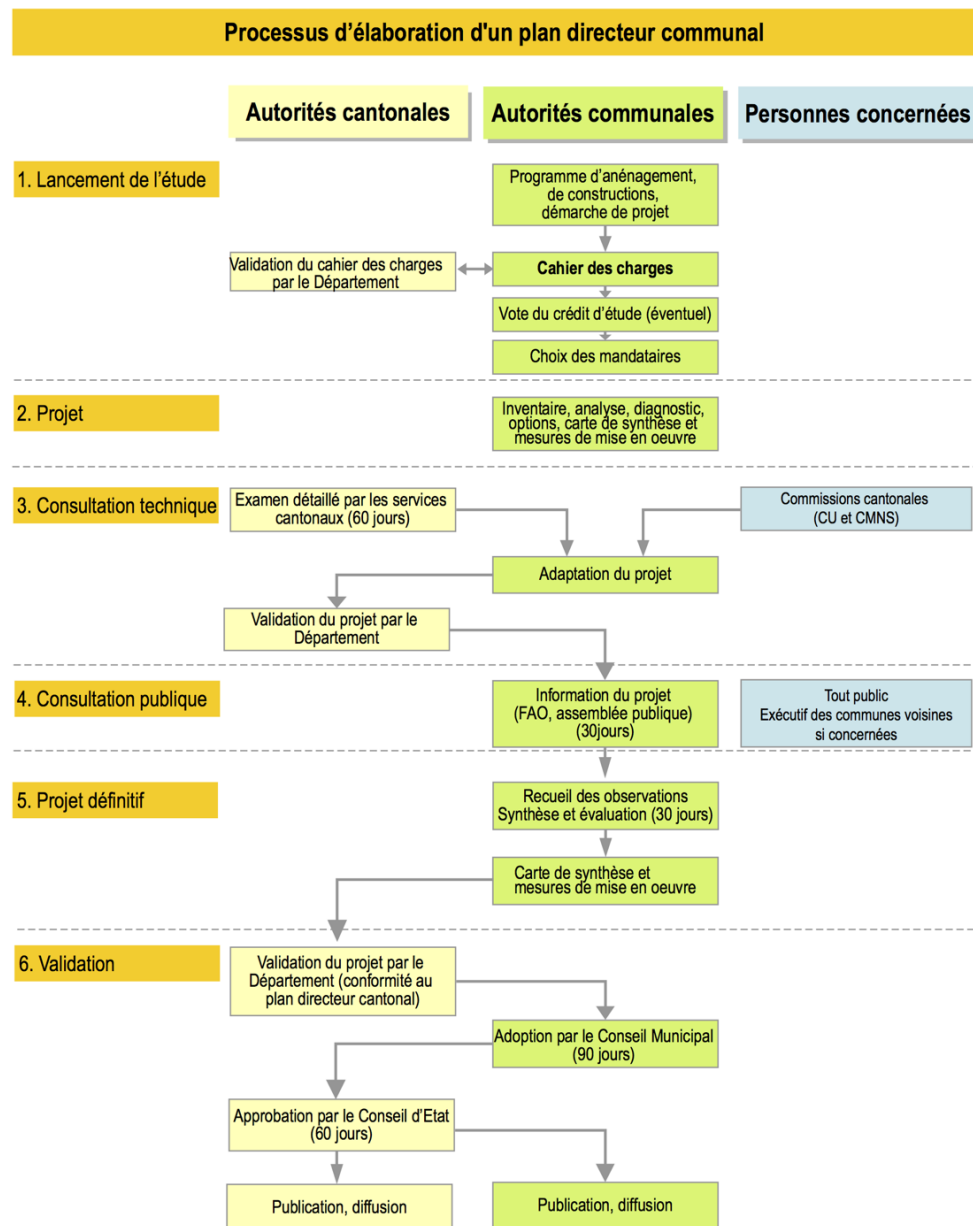 Processus d’élaboration d'un plan directeur communal
Autorités cantonales
Autorités communales
Personnes concernées
1. Lancement de l’étude
Programme d’anénagement,
de constructions,
démarche de projet
Validation du cahier des charges
par le Département
Cahier des charges
Vote du crédit d’étude (éventuel)
Choix des mandataires
2. Projet
Inventaire, analyse, diagnostic,
options, carte de synthèse et
mesures de mise en oeuvre
3. Consultation technique
Examen détaillé par les services
cantonaux (60 jours)
Commissions cantonales
(CU et CMNS)
Adaptation du projet
Validation du projet par le
Département
4. Consultation publique
Information du projet
(FAO, assemblée publique)
(30jours)
Tout public
Exécutif des communes voisines
si concernées
5. Projet définitif
Recueil des observations
Synthèse et évaluation (30 jours)
Carte de synthèse et
mesures de mise en oeuvre
6. Validation
Validation du projet par le
Département (conformité au
plan directeur cantonal)
Adoption par le Conseil Municipal
(90 jours)
Approbation par le Conseil d’Etat
(60 jours)
Publication, diffusion
Publication, diffusion